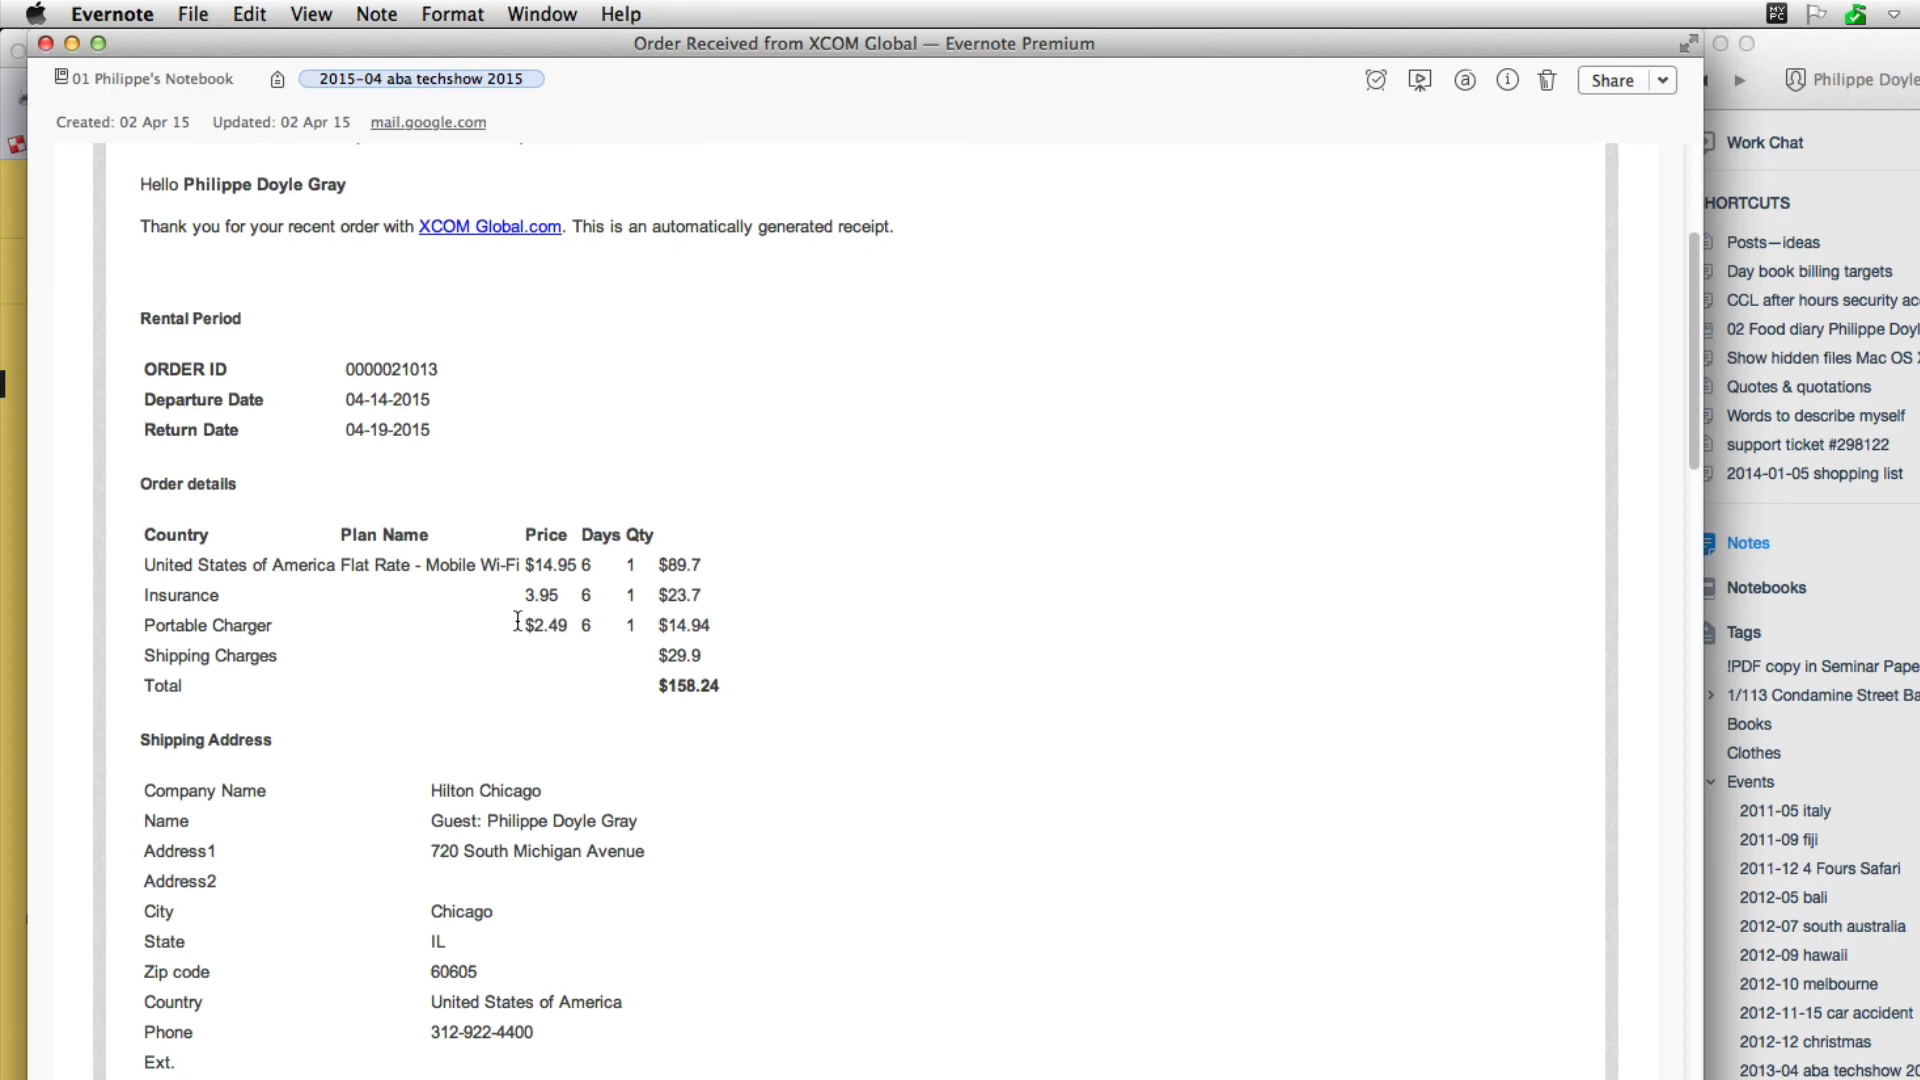 Evernote File Edit View Note Format Window Help
MY PC
Order Received from XCOM Global — Evernote Premium
01 Philippe's Notebook 2015-04 aba techshow 2015 Share
Philippe Doyle
Created: 02 Apr 15 Updated: 02 Apr 15 mail.google.com
Hello Philippe Doyle Gray
Thank you for your recent order with XCOM Global.com. This is an automatically generated receipt.
Rental Period
ORDER ID 0000021013
Departure Date 04-14-2015
Return Date 04-19-2015
Order details
Country Plan Name Price Days Qty
United States of America Flat Rate - Mobile Wi-Fi $14.95 6 1 $89.7
Insurance 3.95 6 1 $23.7
Portable Charger $2.49 6 1 $14.94
Shipping Charges $29.9
Total $158.24
Shipping Address
Company Name Hilton Chicago
Name Guest: Philippe Doyle Gray
Address1 720 South Michigan Avenue
Address2
City Chicago
State IL
Zip code 60605
Country United States of America
Phone 312-922-4400
Ext.
Work Chat
HORTCUTS
Posts—ideas
Day book billing targets
CCL after hours security ac
02 Food diary Philippe Doyl
Show hidden files Mac OS X
Quotes & quotations
Words to describe myself
support ticket #298122
2014-01-05 shopping list
Notes
Notebooks
Tags
!PDF copy in Seminar Pape
1/113 Condamine Street Ba
Books
Clothes
Events
2011-05 italy
2011-09 fiji
2011-12 4 Fours Safari
2012-05 bali
2012-07 south australia
2012-09 hawaii
2012-10 melbourne
2012-11-15 car accident
2012-12 christmas
2013-04 aba techshow 20